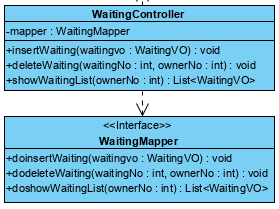 WaitingController
-mapper : WaitingMapper
+insertWaiting(waitingvo : WaitingVO) : void
+deleteWaiting(waitingNo : int, ownerNo : int) : void
+showWaitingList(ownerNo : int) : List<WaitingVO>
<<Interface>>
WaitingMapper
+doinsertWaiting(waitingvo : WaitingVO) : void
+dodeleteWaiting(waitingNo : int, ownerNo : int) : void
+doshowWaitingList(ownerNo : int) : List<WaitingVO>